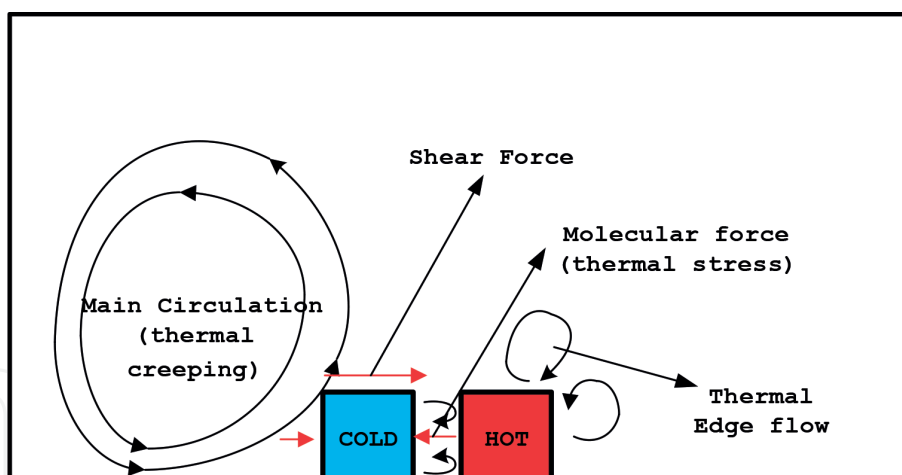 Shear Force
Molecular force
(thermal stress)
Main Circulation
(thermal
creeping)
Thermal
Edge flow
COLD
HOT